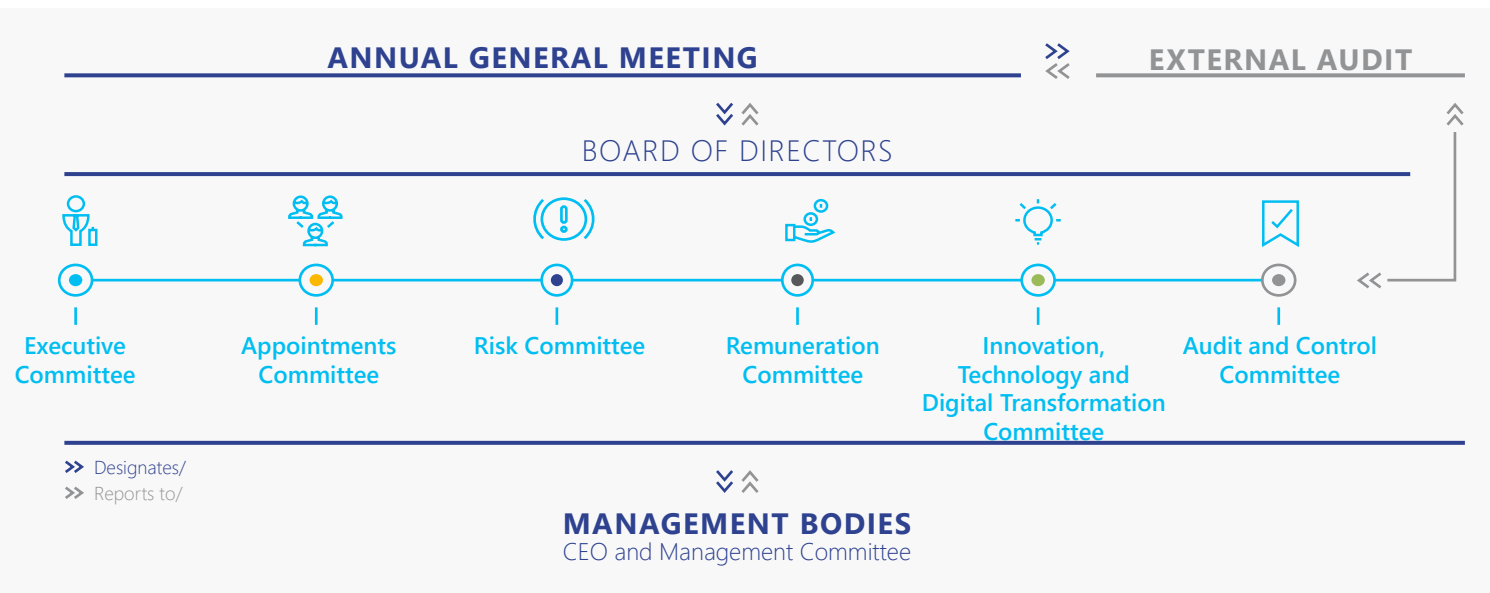 ANNUAL GENERAL MEETING
EXTERNAL AUDIT
BOARD OF DIRECTORS
Executive
Committee
Appointments
Committee
Risk Committee
Remuneration
Committee
Innovation,
Technology and
Digital Transformation
Committee
Audit and Control
Committee
Designates/
Reports to/
MANAGEMENT BODIES
CEO and Management Committee